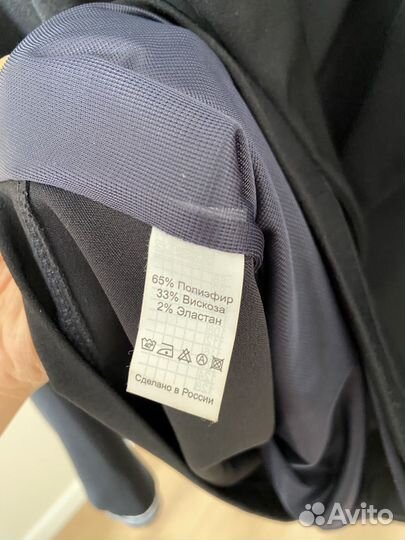 65% Полиэфир
33% Вискоза
2% Эластан
Сделано в России
Avito